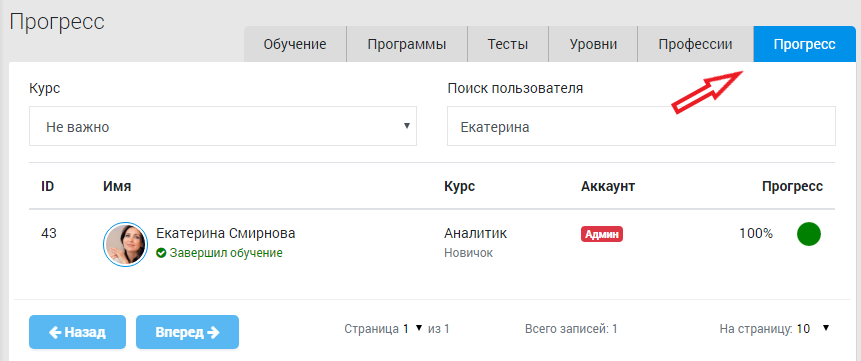 Прогресс
Обучение Программы Тесты Уровни Профессии Прогресс
Курс Поиск пользователя
Не важно Екатерина
ID Имя Курс Аккаунт Прогресс
43 Екатерина Смирнова Аналитик Админ 100%
Завершил обучение Новичок
Назад Вперед Страница 1 из 1 Всего записей: 1 На страницу: 10